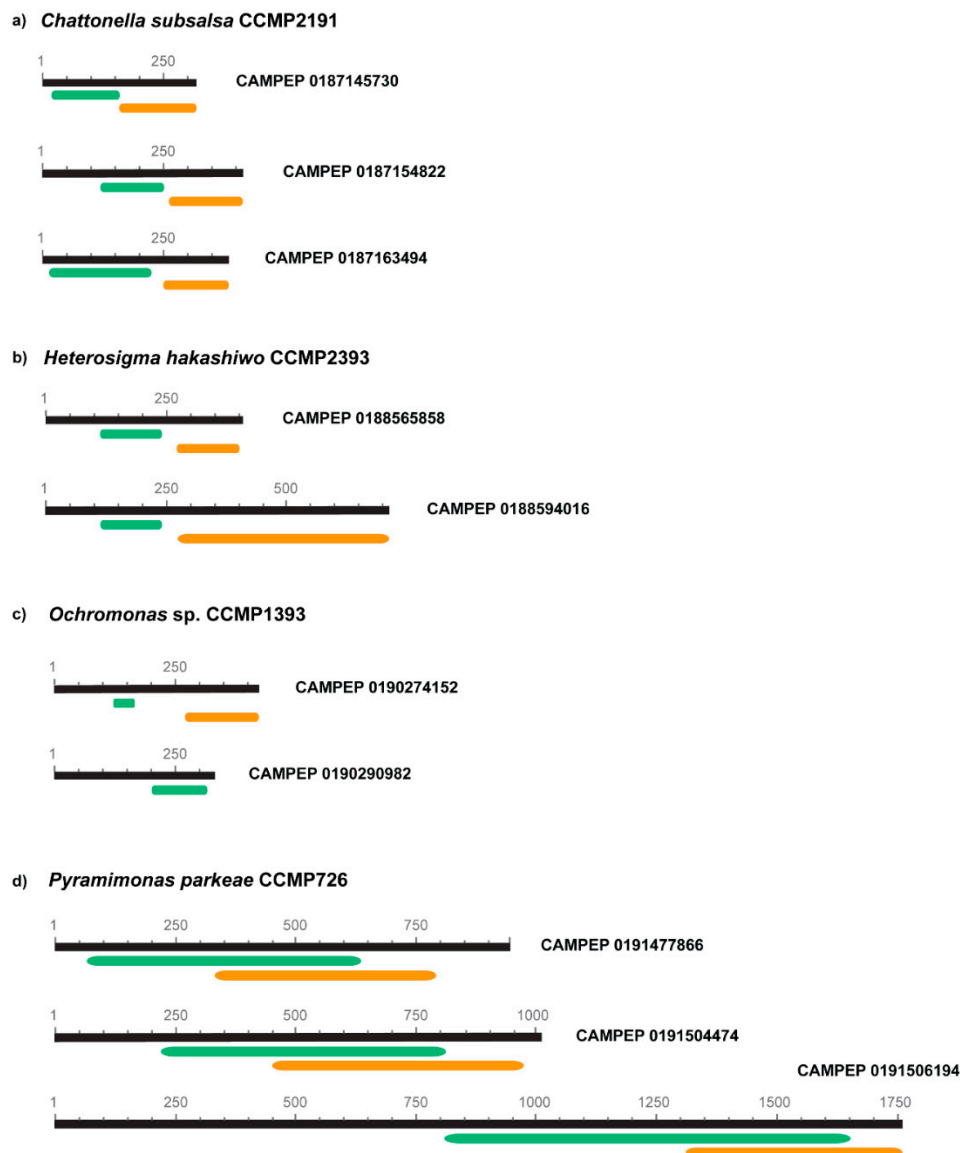 a) Chattonella subsalsa CCMP2191
1 250
CAMPEP 0187145730
1 250
CAMPEP 0187154822
1 250
CAMPEP 0187163494
b) Heterosigma hakashiwo CCMP2393
1 250
CAMPEP 0188565858
1 250 500
CAMPEP 0188594016
c) Ochromonas sp. CCMP1393
1 250
CAMPEP 0190274152
1 250
CAMPEP 0190290982
d) Pyramimonas parkeae CCMP726
1 250 500 750
CAMPEP 0191477866
1 250 500 750 1000
CAMPEP 0191504474
CAMPEP 0191506194
1 250 500 750 1000 1250 1500 1750